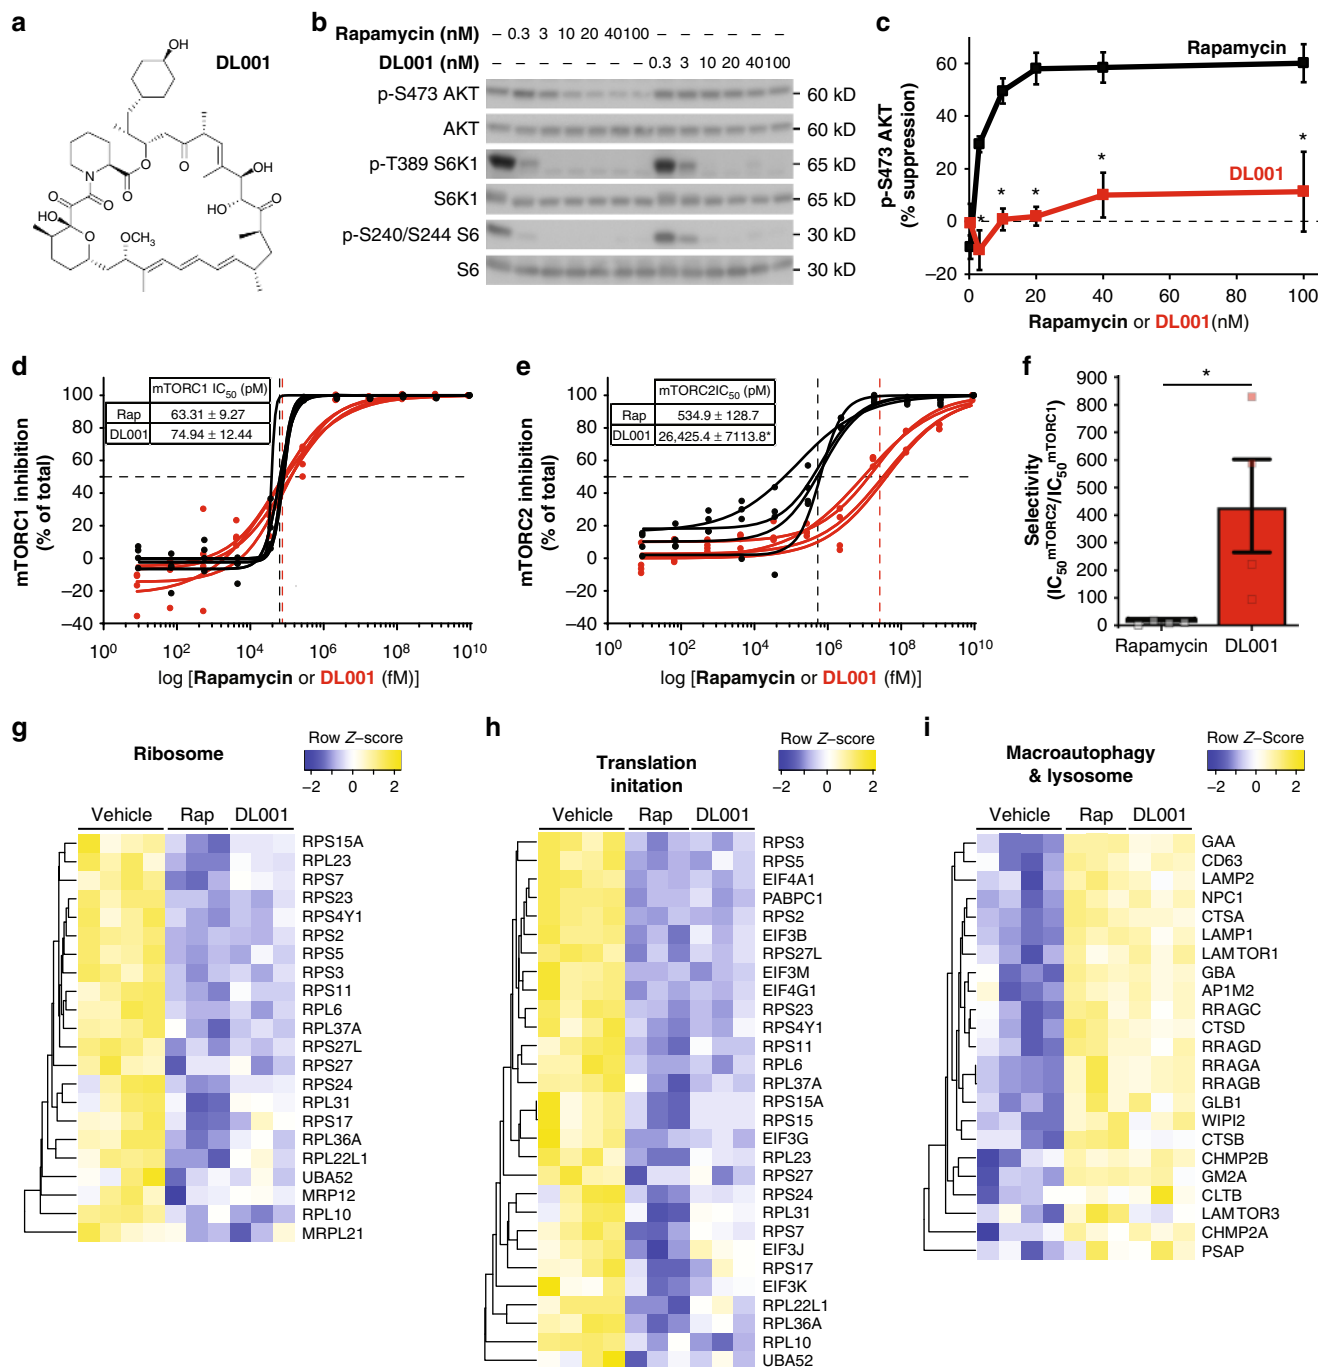 a
DL001
OH
O
O
N
O
O
O
HO
O
OCH3
OH
OH
HO
O
b
Rapamycin (nM) – 0.3 3 10 20 40 100 – – – – – –
DL001 (nM) – – – – – – – 0.3 3 10 20 40 100
p-S473 AKT 60 kD
AKT 60 kD
p-T389 S6K1 65 kD
S6K1 65 kD
p-S240/S244 S6 30 kD
S6 30 kD
c
p-S473 AKT
(% suppression)
60
40
20
0
–20
Rapamycin
DL001
* * * * *
0 20 40 60 80 100
Rapamycin or DL001(nM)
d
mTORC1 IC50 (pM)
Rap 63.31 ± 9.27
DL001 74.94 ± 12.44
mTORC1 inhibition
(% of total)
100
80
60
40
20
0
–20
–40
10^0 10^2 10^4 10^6 10^8 10^10
log [Rapamycin or DL001 (fM)]
e
mTORC2IC50 (pM)
Rap 534.9 ± 128.7
DL001 26,425.4 ± 7113.8*
mTORC2 inhibition
(% of total)
100
80
60
40
20
0
–20
–40
10^0 10^2 10^4 10^6 10^8 10^10
log [Rapamycin or DL001 (fM)]
f
Selectivity
(IC50 mTORC2/IC50 mTORC1)
900
800
700
600
500
400
300
200
100
0
*
Rapamycin DL001
g
Ribosome
Row Z–score
–2 0 2
Vehicle Rap DL001
RPS15A
RPL23
RPS7
RPS23
RPS4Y1
RPS2
RPS5
RPS3
RPS11
RPL6
RPL37A
RPS27L
RPS27
RPS24
RPL31
RPS17
RPL36A
RPL22L1
UBA52
MRP12
RPL10
MRPL21
h
Translation
initation
Row Z–score
–2 0 2
Vehicle Rap DL001
RPS3
RPS5
EIF4A1
PABPC1
RPS2
EIF3B
RPS27L
EIF3M
EIF4G1
RPS23
RPS4Y1
RPS11
RPL6
RPL37A
RPS15A
RPS15
EIF3G
RPL23
RPS27
RPS24
RPL31
RPS7
EIF3J
RPS17
EIF3K
RPL22L1
RPL36A
RPL10
UBA52
i
Macroautophagy
& lysosome
Row Z–Score
–2 0 2
Vehicle Rap DL001
GAA
CD63
LAMP2
NPC1
CTSA
LAMP1
LAMTOR1
GBA
AP1M2
RRAGC
CTSD
RRAGD
RRAGA
RRAGB
GLB1
WIPI2
CTSB
CHMP2B
GM2A
CLTB
LAMTOR3
CHMP2A
PSAP